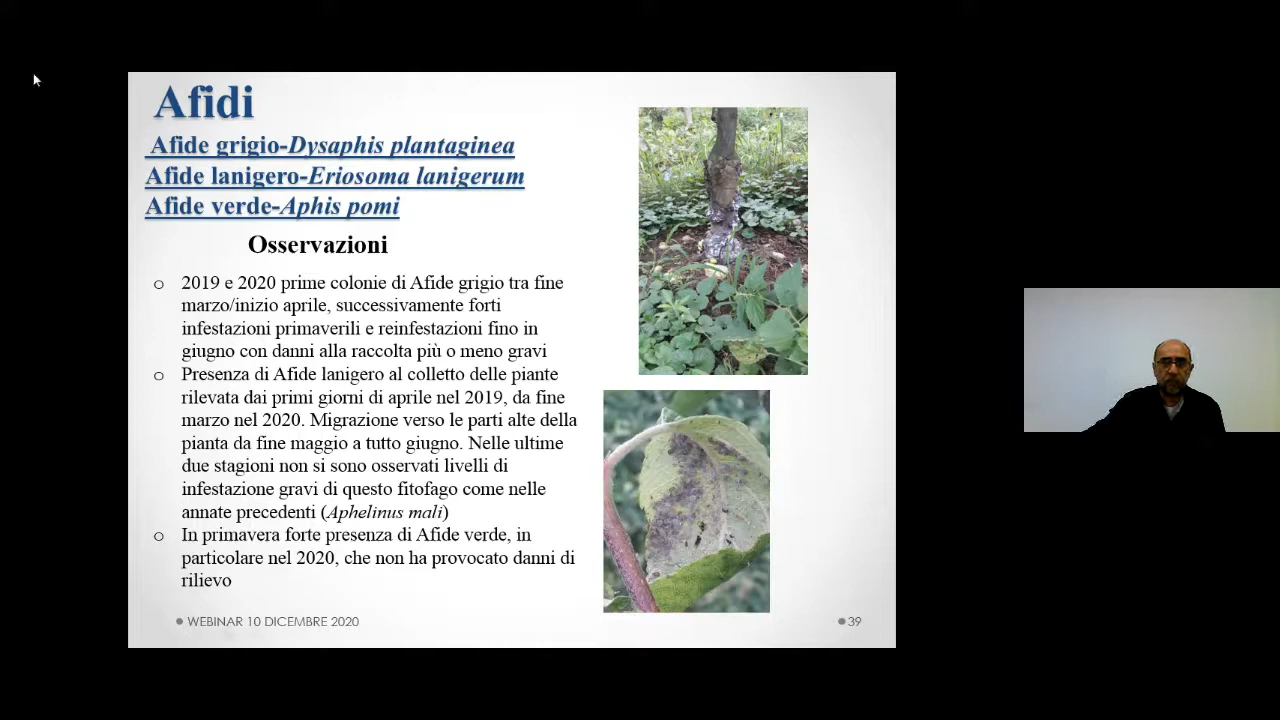 Afidi
Afide grigio-Dysaphis plantaginea
Afide lanigero-Eriosoma lanigerum
Afide verde-Aphis pomi
Osservazioni
o 2019 e 2020 prime colonie di Afide grigio tra fine
marzo/inizio aprile, successivamente forti
infestazioni primaverili e reinfestazioni fino in
giugno con danni alla raccolta più o meno gravi
o Presenza di Afide lanigero al colletto delle piante
rilevata dai primi giorni di aprile nel 2019, da fine
marzo nel 2020. Migrazione verso le parti alte della
pianta da fine maggio a tutto giugno. Nelle ultime
due stagioni non si sono osservati livelli di
infestazione gravi di questo fitofago come nelle
annate precedenti (Aphelinus mali)
o In primavera forte presenza di Afide verde, in
particolare nel 2020, che non ha provocato danni di
rilievo
● WEBINAR 10 DICEMBRE 2020
● 39